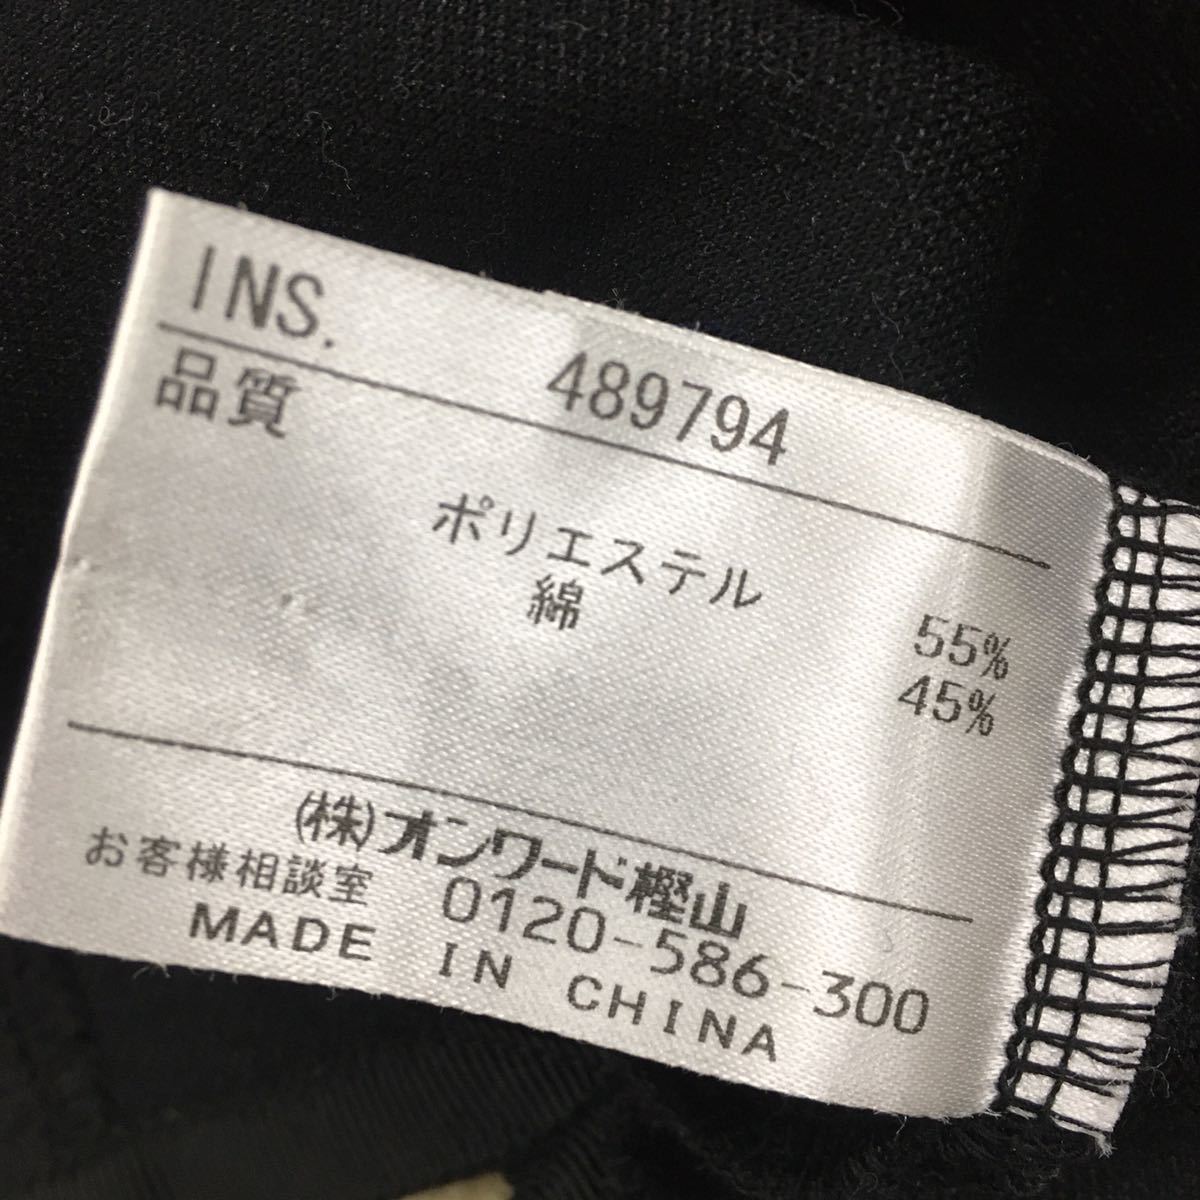 INS. 489794
品質
ポリエステル 55%
綿 45%
(株)オンワード樫山
お客様相談室 0120-586-300
MADE IN CHINA